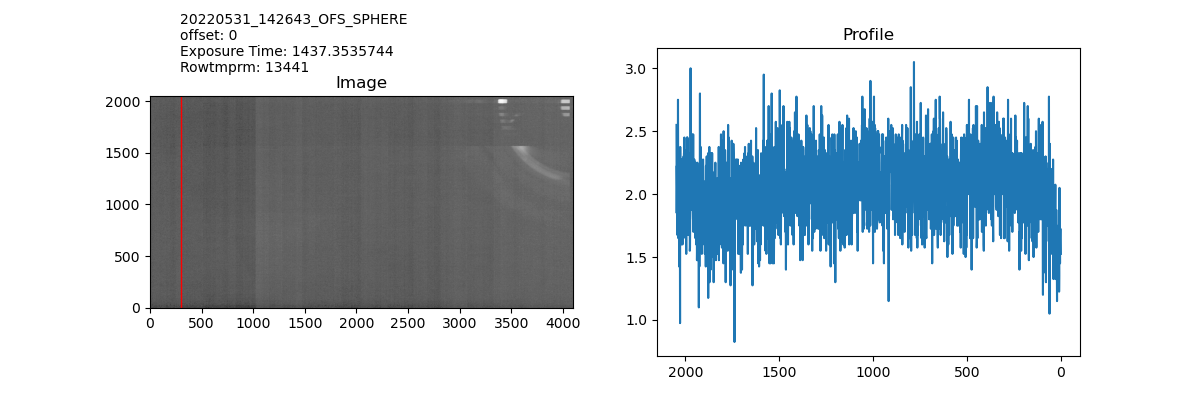 20220531_142643_OFS_SPHERE
offset: 0
Exposure Time: 1437.3535744
Rowtmprm: 13441
Image
2000
1500
1000
500
0
0 500 1000 1500 2000 2500 3000 3500 4000
Profile
3.0
2.5
2.0
1.5
1.0
2000 1500 1000 500 0